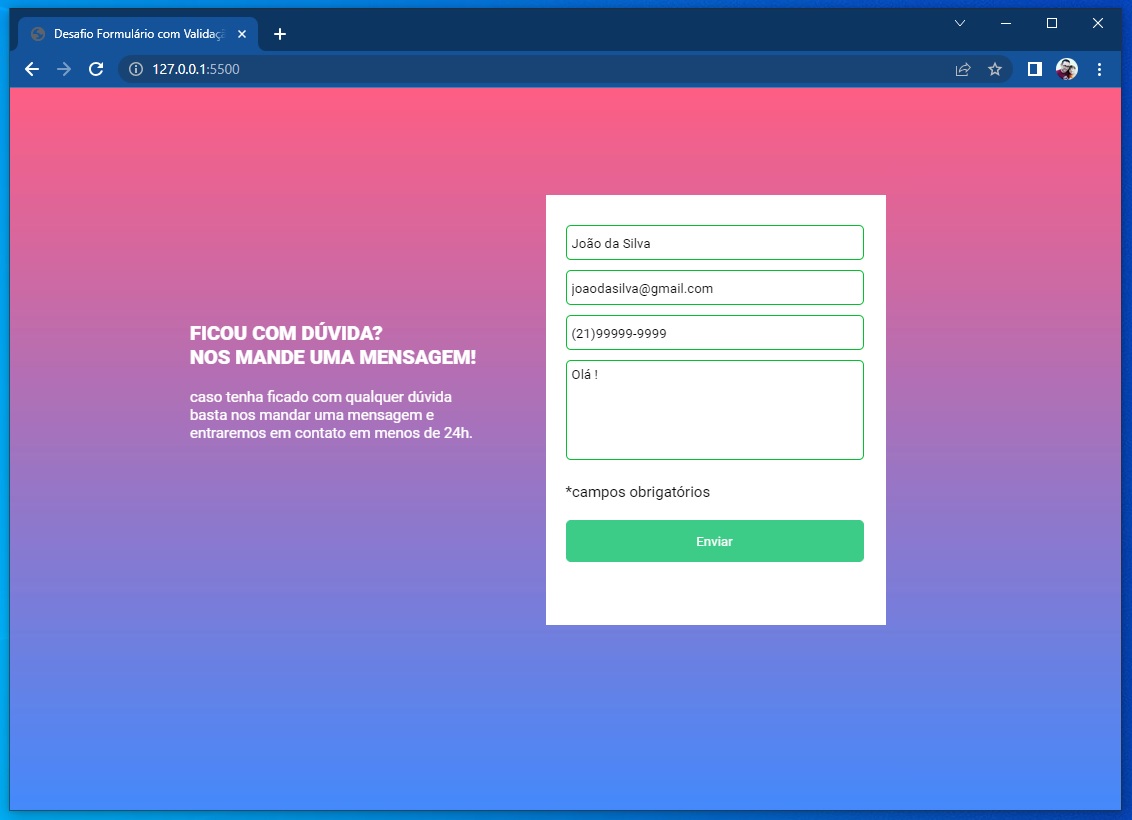 Desafio Formulário com Validaçã
127.0.0.1:5500
FICOU COM DÚVIDA?
NOS MANDE UMA MENSAGEM!
caso tenha ficado com qualquer dúvida
basta nos mandar uma mensagem e
entraremos em contato em menos de 24h.
João da Silva
joaodasilva@gmail.com
(21)99999-9999
Olá !
*campos obrigatórios
Enviar